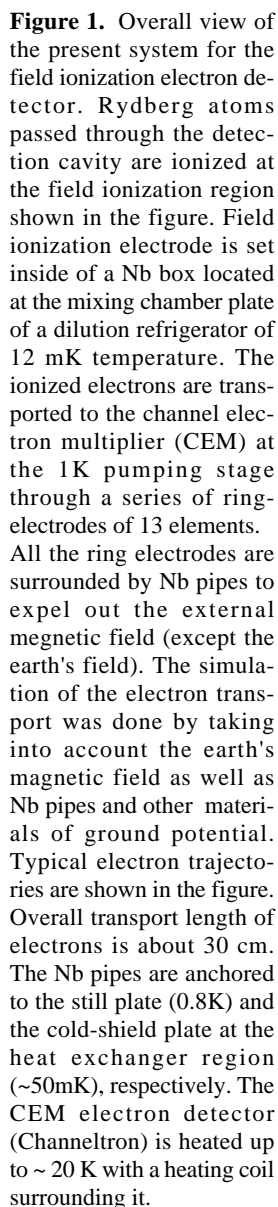 Figure 1. Overall view of
the present system for the
field ionization electron de-
tector. Rydberg atoms
passed through the detec-
tion cavity are ionized at
the field ionization region
shown in the figure. Field
ionization electrode is set
inside of a Nb box located
at the mixing chamber plate
of a dilution refrigerator of
12 mK temperature. The
ionized electrons are trans-
ported to the channel elec-
tron multiplier (CEM) at
the 1K pumping stage
through a series of ring-
electrodes of 13 elements.
All the ring electrodes are
surrounded by Nb pipes to
expel out the external
megnetic field (except the
earth's field). The simula-
tion of the electron trans-
port was done by taking
into account the earth's
magnetic field as well as
Nb pipes and other materi-
als of ground potential.
Typical electron trajecto-
ries are shown in the figure.
Overall transport length of
electrons is about 30 cm.
The Nb pipes are anchored
to the still plate (0.8K) and
the cold-shield plate at the
heat exchanger region
(~50mK), respectively. The
CEM electron detector
(Channeltron) is heated up
to ~ 20 K with a heating coil
surrounding it.